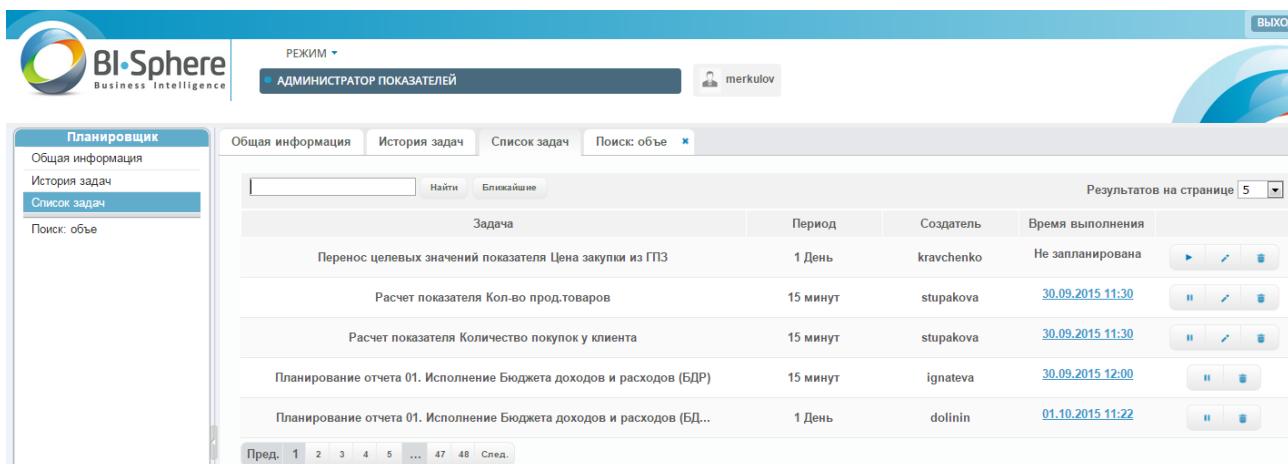 ВЫХО
BI-Sphere
Business Intelligence
РЕЖИМ
АДМИНИСТРАТОР ПОКАЗАТЕЛЕЙ
merkulov
Планировщик
Общая информация
История задач
Список задач
Поиск: объе
Общая информация История задач Список задач Поиск: объе
Найти Ближайшие Результатов на странице 5
Задача Период Создатель Время выполнения
Перенос целевых значений показателя Цена закупки из ГПЗ 1 День kravchenko Не запланирована
Расчет показателя Кол-во прод.товаров 15 минут stupakova 30.09.2015 11:30
Расчет показателя Количество покупок у клиента 15 минут stupakova 30.09.2015 11:30
Планирование отчета 01. Исполнение Бюджета доходов и расходов (БДР) 15 минут ignateva 30.09.2015 12:00
Планирование отчета 01. Исполнение Бюджета доходов и расходов (БД... 1 День dolinin 01.10.2015 11:22
Пред. 1 2 3 4 5 ... 47 48 След.